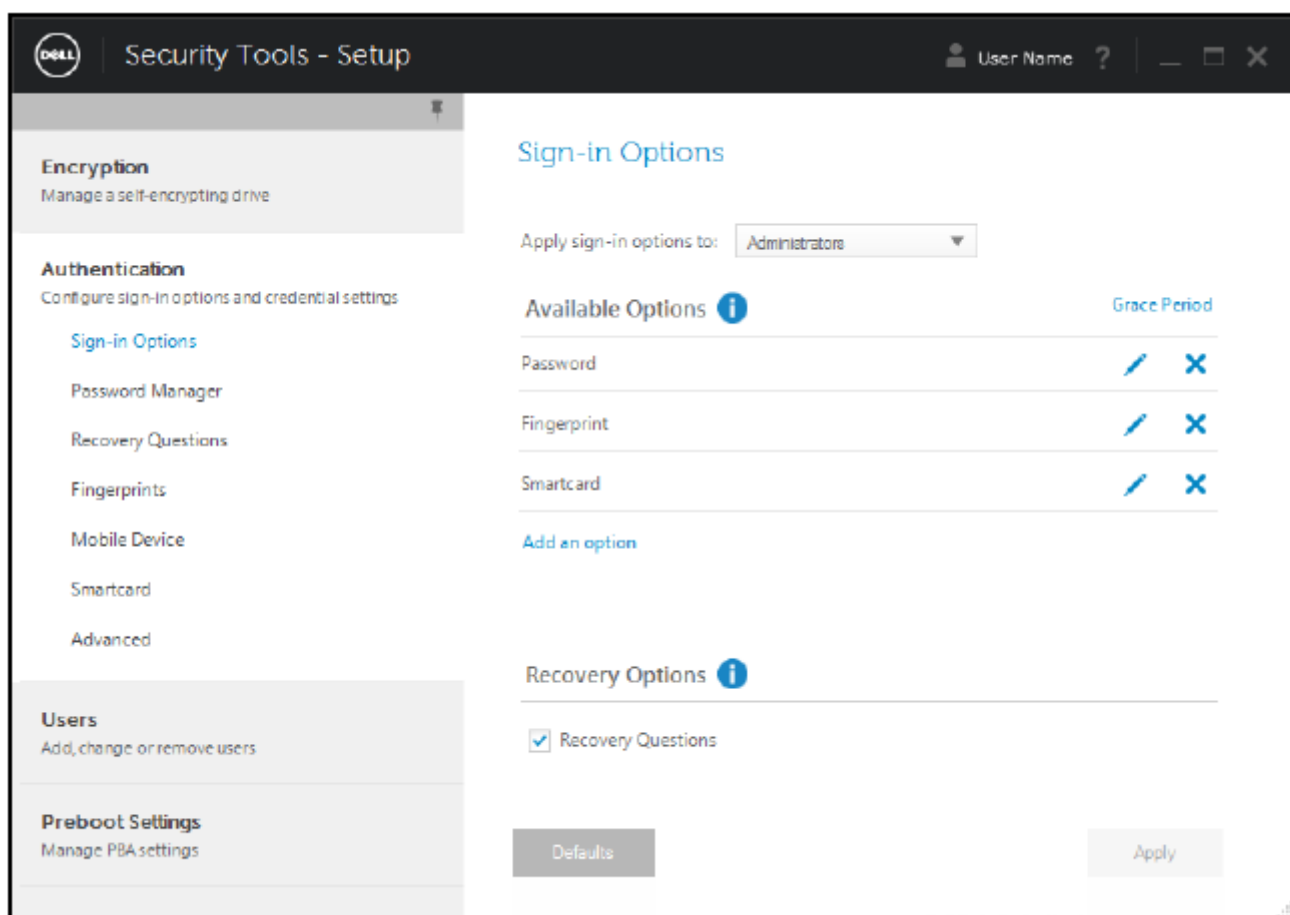 DELL
Security Tools - Setup
User Name ?
Encryption
Manage a self-encrypting drive
Authentication
Configure sign-in options and credential settings
Sign-in Options
Password Manager
Recovery Questions
Fingerprints
Mobile Device
Smartcard
Advanced
Users
Add, change or remove users
Preboot Settings
Manage PBA settings
Sign-in Options
Apply sign-in options to: Administrators
Available Options i
Grace Period
Password
Fingerprint
Smartcard
Add an option
Recovery Options i
Recovery Questions
Defaults
Apply